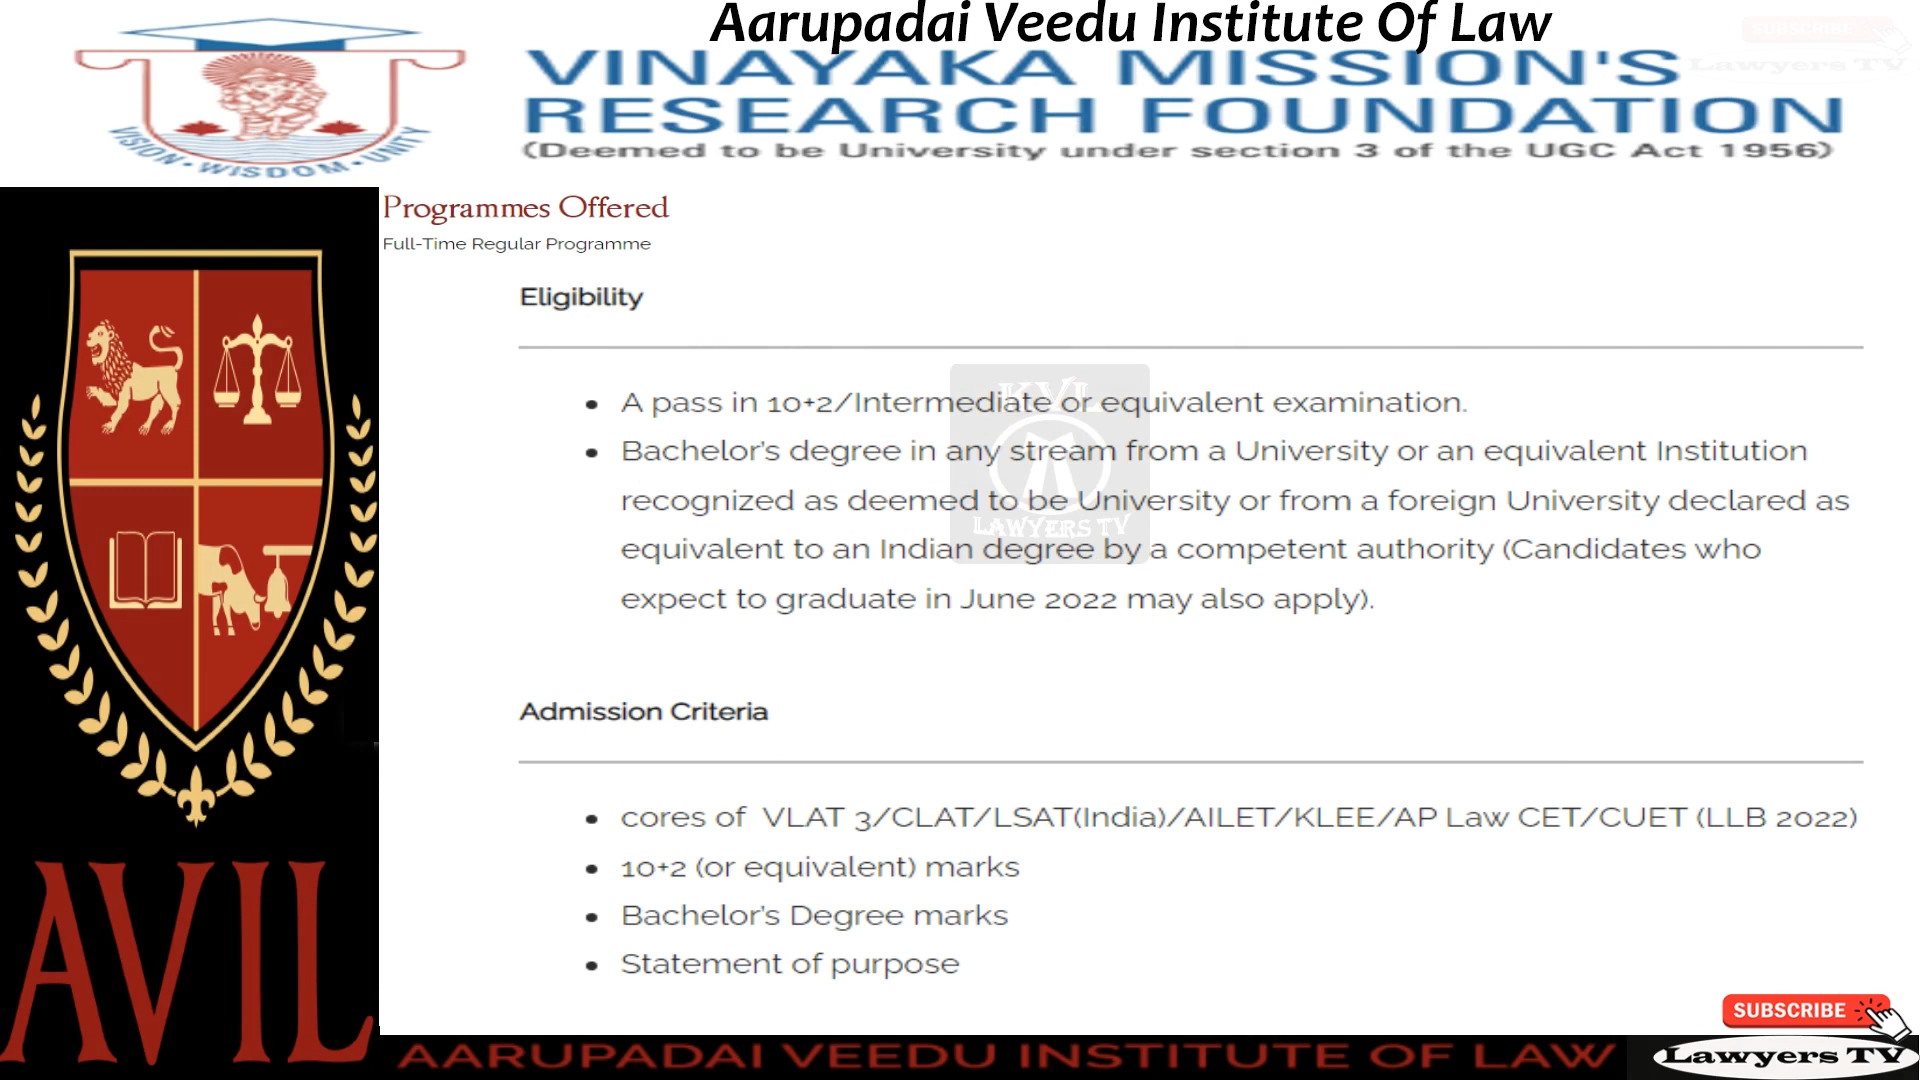 Aarupadai Veedu Institute Of Law
VINAYAKA MISSION'S
RESEARCH FOUNDATION
(Deemed to be University under section 3 of the UGC Act 1956)
VISION • WISDOM • UNITY
SUBSCRIBE
Lawyers TV
Programmes Offered
Full-Time Regular Programme
Eligibility
• A pass in 10+2/Intermediate or equivalent examination.
• Bachelor's degree in any stream from a University or an equivalent Institution
recognized as deemed to be University or from a foreign University declared as
equivalent to an Indian degree by a competent authority (Candidates who
expect to graduate in June 2022 may also apply).
KVL
LAWYERS TV
Admission Criteria
• cores of VLAT 3/CLAT/LSAT(India)/AILET/KLEE/AP Law CET/CUET (LLB 2022)
• 10+2 (or equivalent) marks
• Bachelor's Degree marks
• Statement of purpose
AVIL
SUBSCRIBE
AARUPADAI VEEDU INSTITUTE OF LAW
Lawyers TV